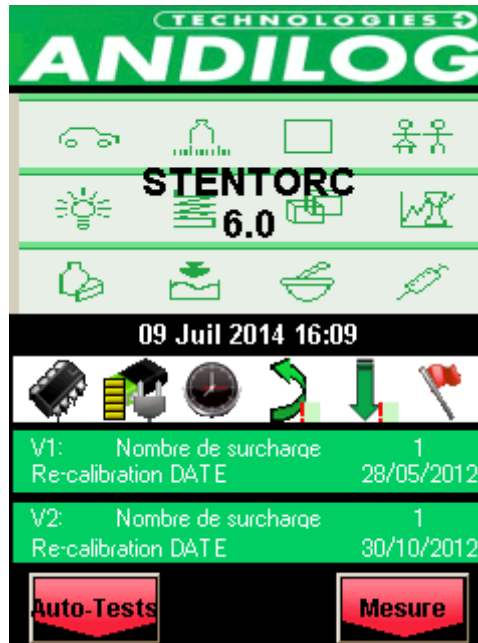 TECHNOLOGIES
ANDILOG
STENTORC
6.0
09 Juil 2014 16:09
V1: Nombre de surcharge 1
Re-calibration DATE 28/05/2012
V2: Nombre de surcharge 1
Re-calibration DATE 30/10/2012
Auto-Tests Mesure